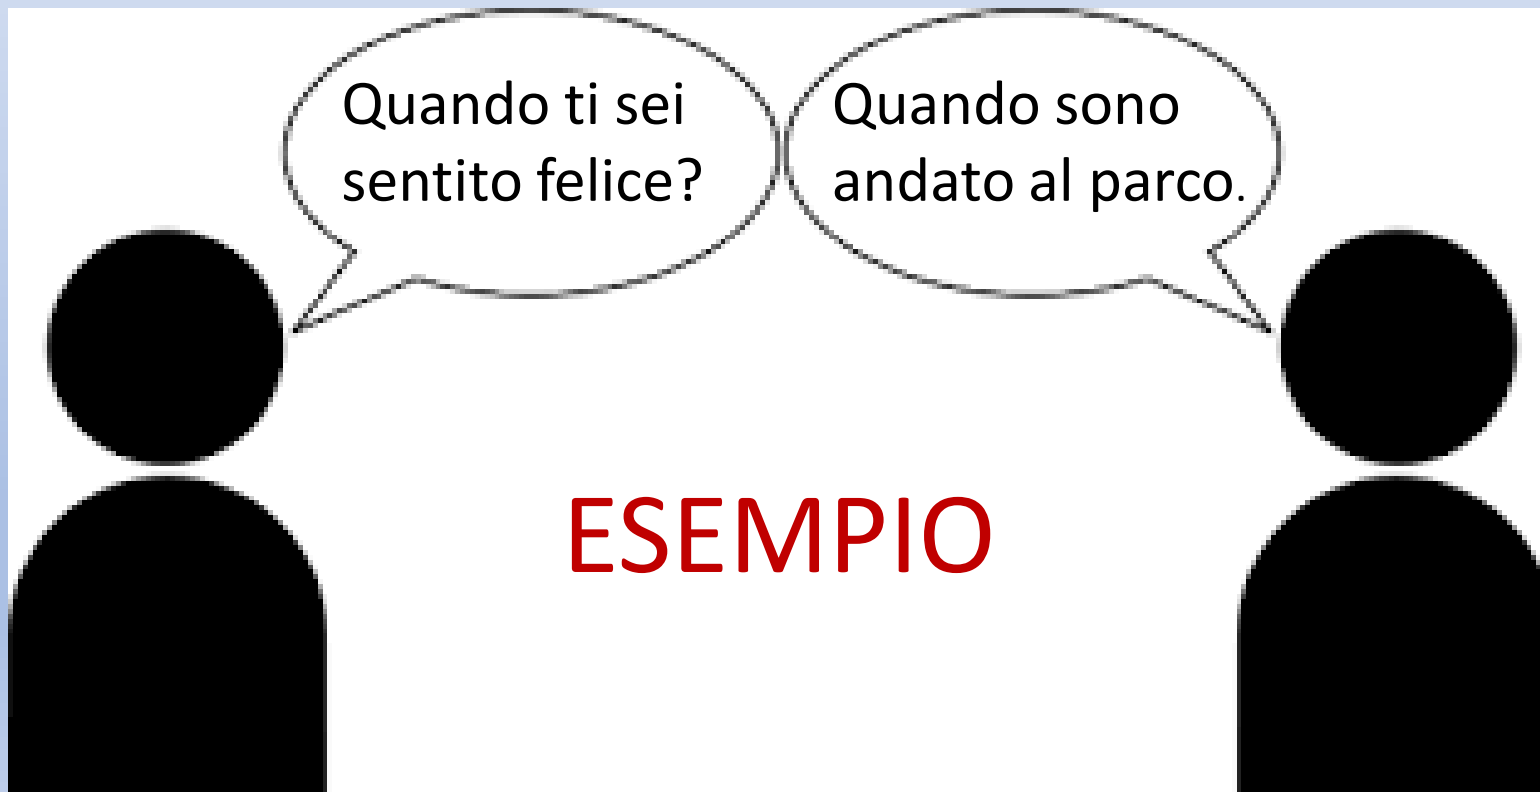 Quando ti sei
sentito felice?
Quando sono
andato al parco.
ESEMPIO